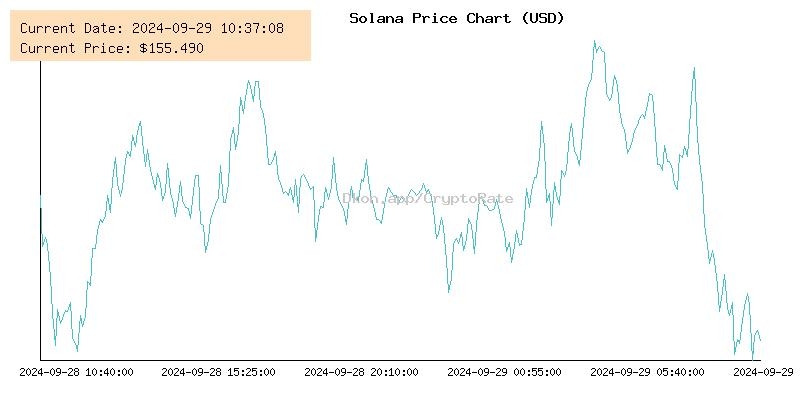 Solana Price Chart (USD)
Current Date: 2024-09-29 10:37:08
Current Price: $155.490
Dhon.app/CryptoRate
2024-09-28 10:40:00
2024-09-28 15:25:00
2024-09-28 20:10:00
2024-09-29 00:55:00
2024-09-29 05:40:00
2024-09-29